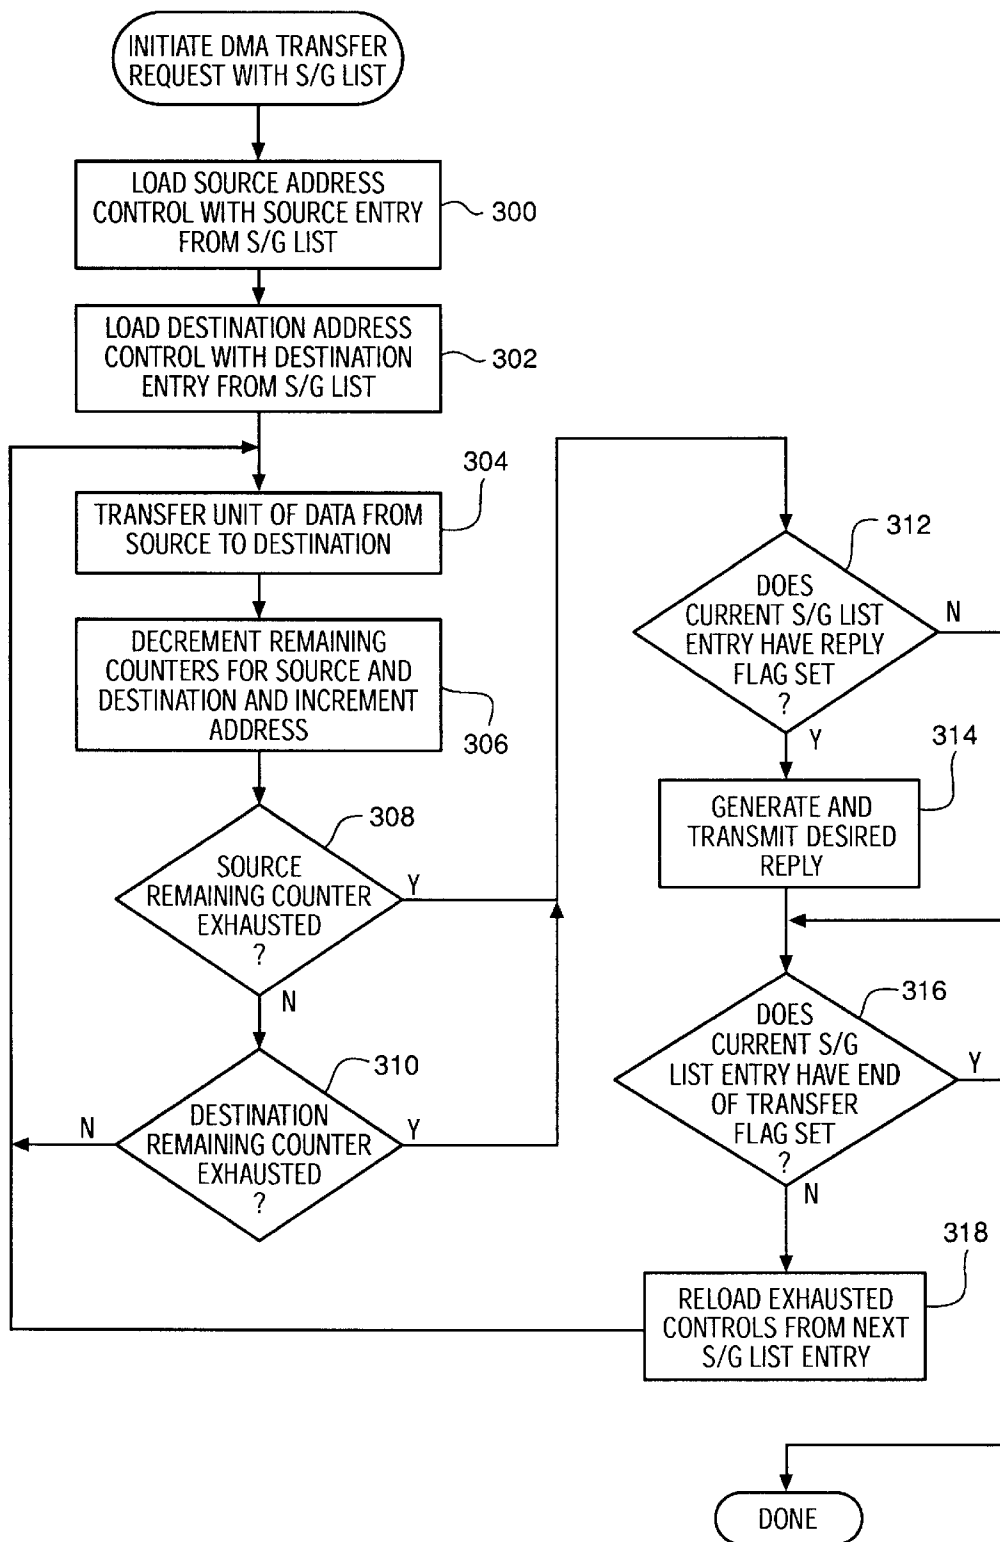 INITIATE DMA TRANSFER
REQUEST WITH S/G LIST
LOAD SOURCE ADDRESS
CONTROL WITH SOURCE ENTRY
FROM S/G LIST
300
LOAD DESTINATION ADDRESS
CONTROL WITH DESTINATION
ENTRY FROM S/G LIST
302
304
TRANSFER UNIT OF DATA FROM
SOURCE TO DESTINATION
DECREMENT REMAINING
COUNTERS FOR SOURCE AND
DESTINATION AND INCREMENT
ADDRESS
306
308
SOURCE
REMAINING COUNTER
EXHAUSTED
?
Y
N
310
DESTINATION
REMAINING COUNTER
EXHAUSTED
?
N
Y
312
DOES
CURRENT S/G LIST
ENTRY HAVE REPLY
FLAG SET
?
N
Y
314
GENERATE AND
TRANSMIT DESIRED
REPLY
316
DOES
CURRENT S/G
LIST ENTRY HAVE END
OF TRANSFER
FLAG SET
?
Y
N
318
RELOAD EXHAUSTED
CONTROLS FROM NEXT
S/G LIST ENTRY
DONE